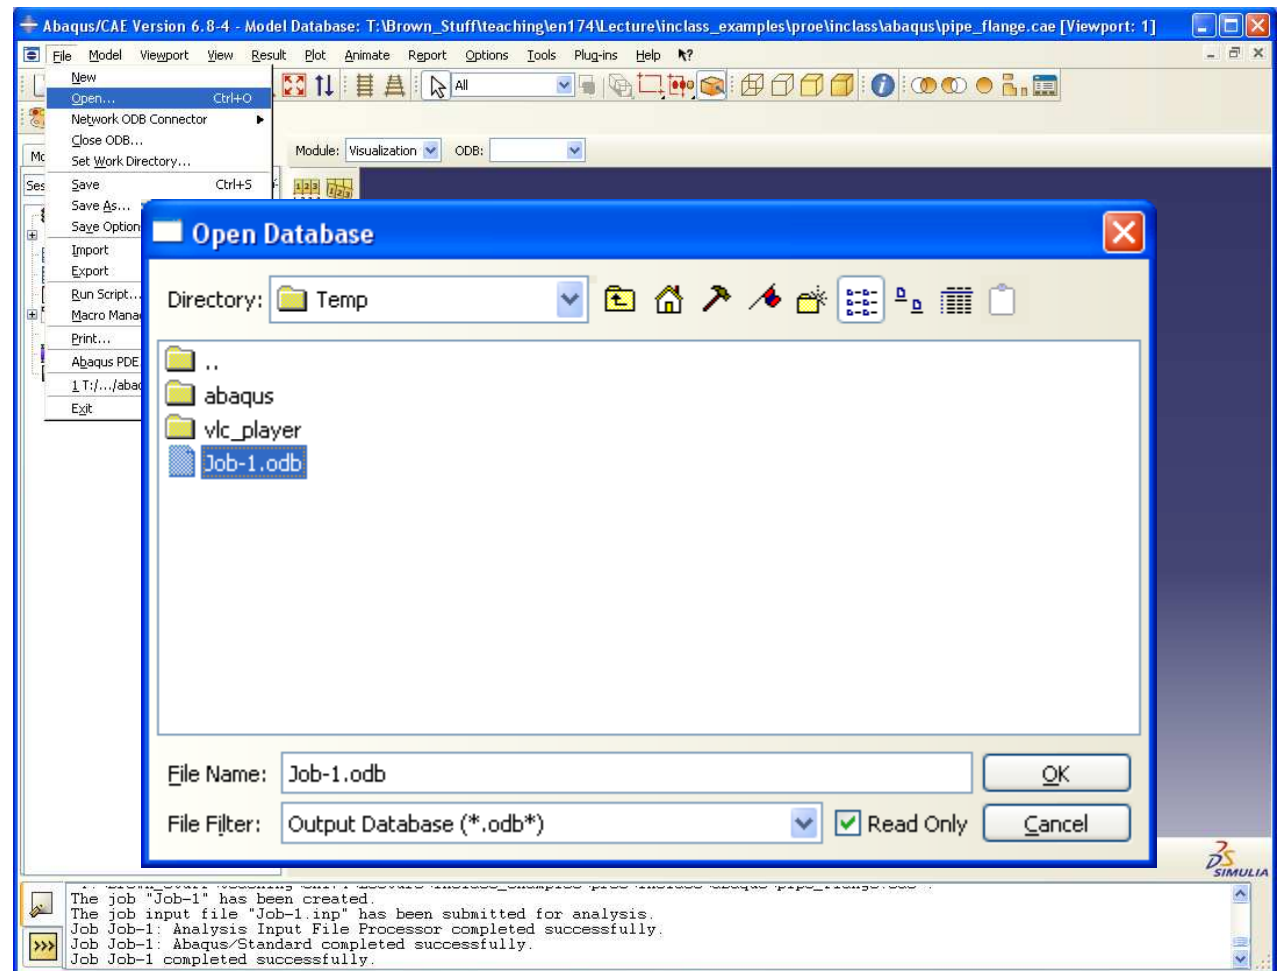 Abaqus/CAE Version 6.8-4 - Model Database: T:\Brown_Stuff\teaching\en174\Lecture\inclass_examples\proe\inclass\abaqus\pipe_flange.cae [Viewport: 1]
File Model Viewport View Result Plot Animate Report Options Tools Plug-ins Help
New
All
Open... Ctrl+O
Network ODB Connector
Close ODB...
Module: Visualization ODB:
Set Work Directory...
Save Ctrl+S
Save As...
Save Option
Import
Export
Run Script...
Macro Mana
Print...
Abaqus PDE
1 T:/.../abaq
Exit
Open Database
Directory: Temp
..
abaqus
vlc_player
Job-1.odb
File Name: Job-1.odb OK
File Filter: Output Database (*.odb*) Read Only Cancel
SIMULIA
The job "Job-1" has been created.
The job input file "Job-1.inp" has been submitted for analysis.
Job Job-1: Analysis Input File Processor completed successfully.
Job Job-1: Abaqus/Standard completed successfully.
Job Job-1 completed successfully.